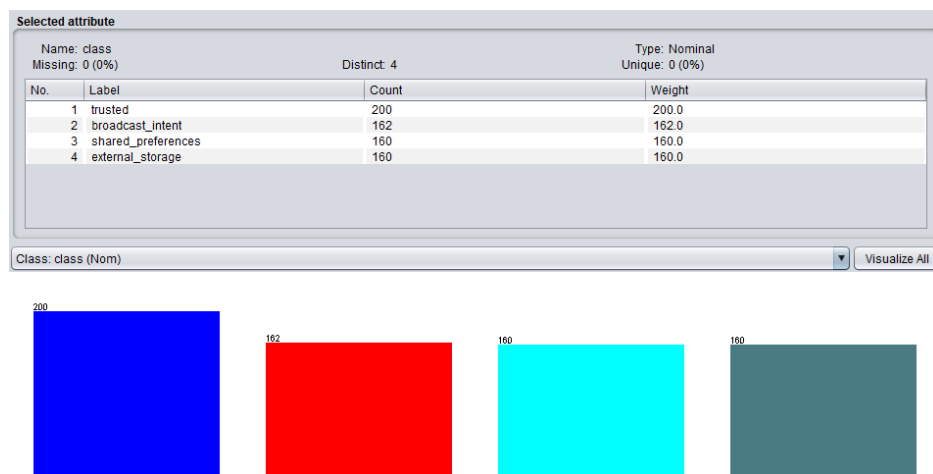 Selected attribute
Name: class Type: Nominal
Missing: 0 (0%) Distinct: 4 Unique: 0 (0%)
No. Label Count Weight
1 trusted 200 200.0
2 broadcast_intent 162 162.0
3 shared_preferences 160 160.0
4 external_storage 160 160.0
Class: class (Nom) Visualize All
200
162 160 160